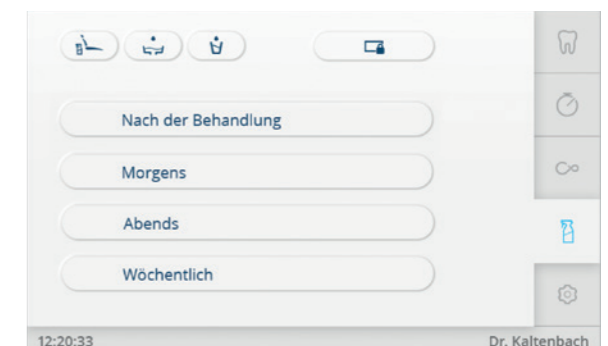 Nach der Behandlung
Morgens
Abends
Wöchentlich
12:20:33 Dr. Kaltenbach